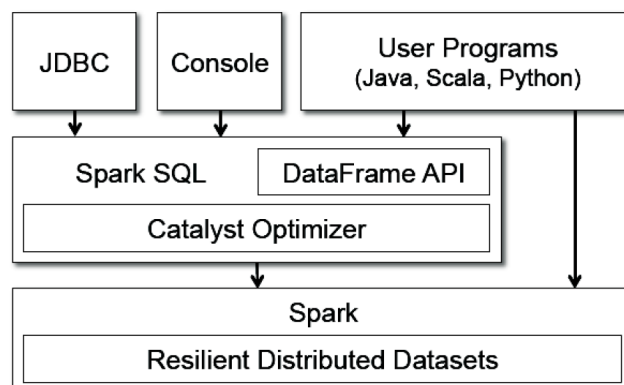 JDBC
Console
User Programs
(Java, Scala, Python)
Spark SQL
DataFrame API
Catalyst Optimizer
Spark
Resilient Distributed Datasets